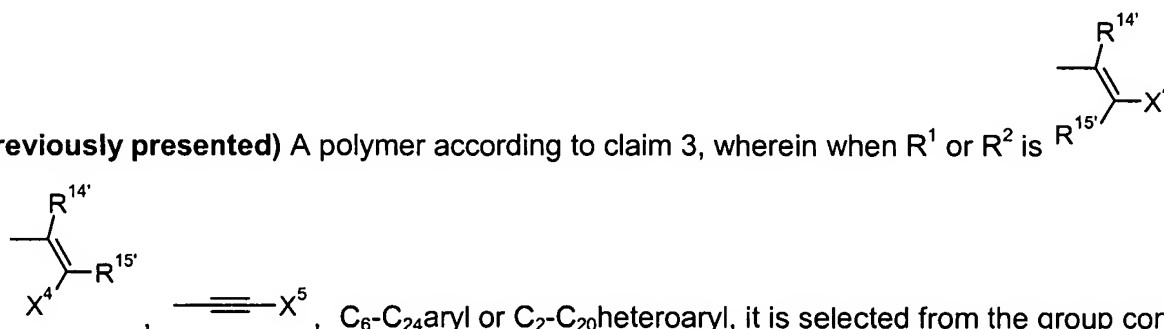 R14'
X
reviously presented) A polymer according to claim 3, wherein when R1 or R2 is R15'
R14'
R15'
X4 , X5 , C6-C24aryl or C2-C20heteroaryl, it is selected from the group